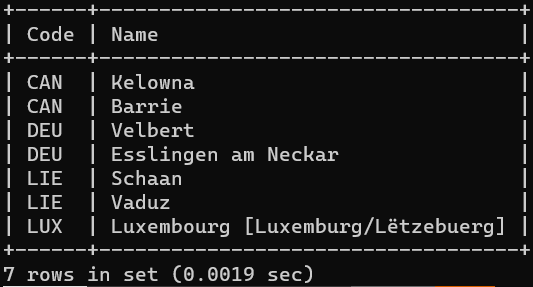 +------+-----------------------------------+
| Code | Name                              |
+------+-----------------------------------+
| CAN  | Kelowna                           |
| CAN  | Barrie                            |
| DEU  | Velbert                           |
| DEU  | Esslingen am Neckar               |
| LIE  | Schaan                            |
| LIE  | Vaduz                             |
| LUX  | Luxembourg [Luxemburg/Lëtzebuerg] |
+------+-----------------------------------+
7 rows in set (0.0019 sec)